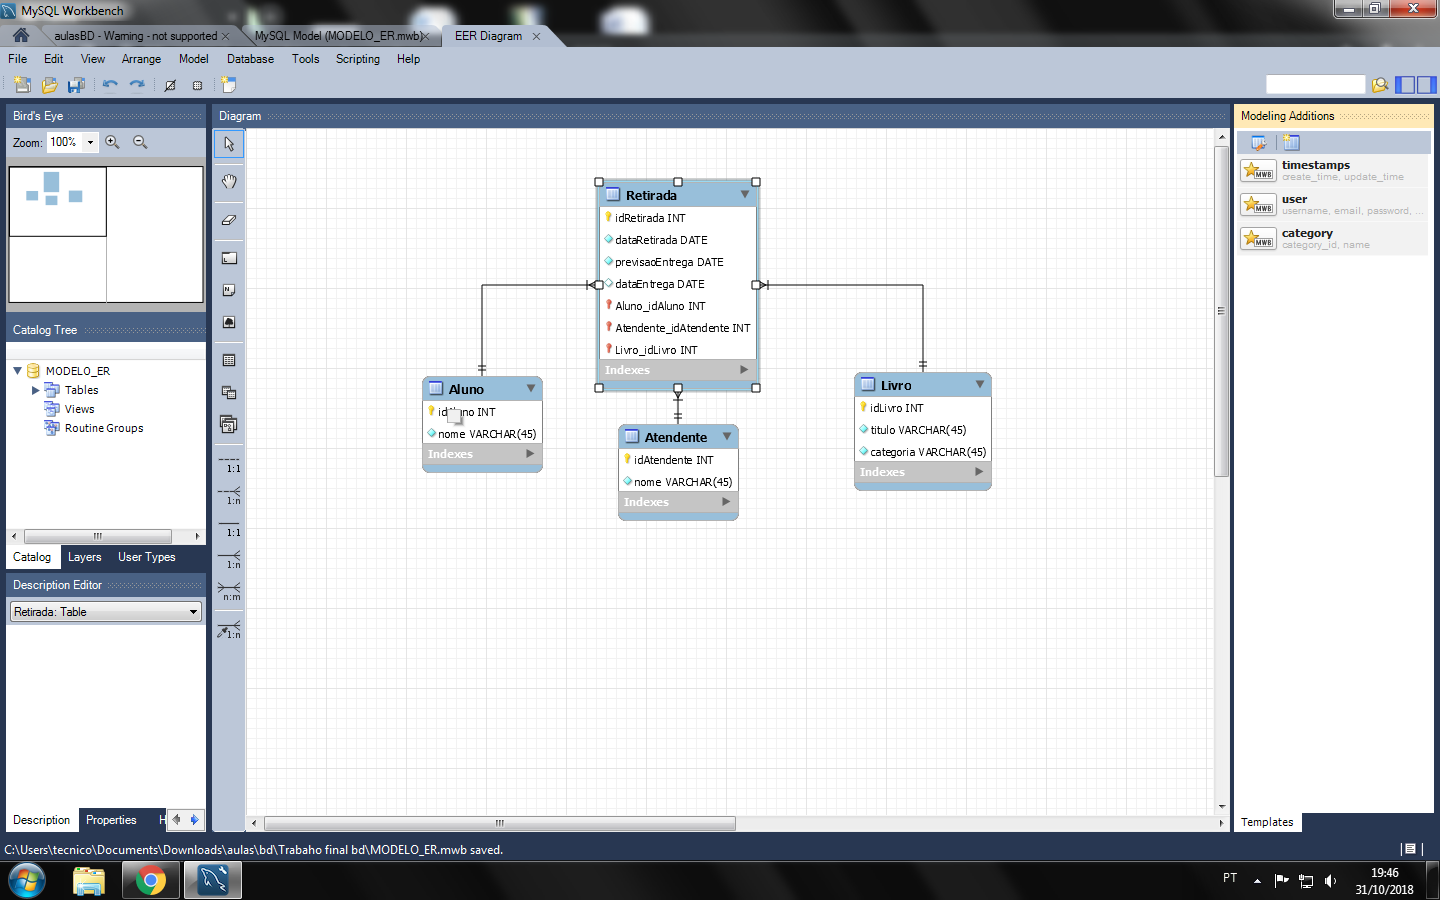 MySQL Workbench
aulasBD - Warning - not supported
MySQL Model (MODELO_ER.mwb)
EER Diagram
File Edit View Arrange Model Database Tools Scripting Help
Bird's Eye
Zoom: 100%
Catalog Tree
MODELO_ER
Tables
Views
Routine Groups
Catalog Layers User Types
Description Editor
Retirada: Table
Description Properties H
Diagram
1:1
1:n
1:1
1:n
n:m
1:n
Retirada
idRetirada INT
dataRetirada DATE
previsaoEntrega DATE
dataEntrega DATE
Aluno_idAluno INT
Atendente_idAtendente INT
Livro_idLivro INT
Indexes
Aluno
idAluno INT
nome VARCHAR(45)
Indexes
Atendente
idAtendente INT
nome VARCHAR(45)
Indexes
Livro
idLivro INT
titulo VARCHAR(45)
categoria VARCHAR(45)
Indexes
Modeling Additions
MWB
timestamps
create_time, update_time
MWB
user
username, email, password, ...
MWB
category
category_id, name
Templates
C:\Users\tecnico\Documents\Downloads\aulas\bd\Trabaho final bd\MODELO_ER.mwb saved.
PT
19:46
31/10/2018